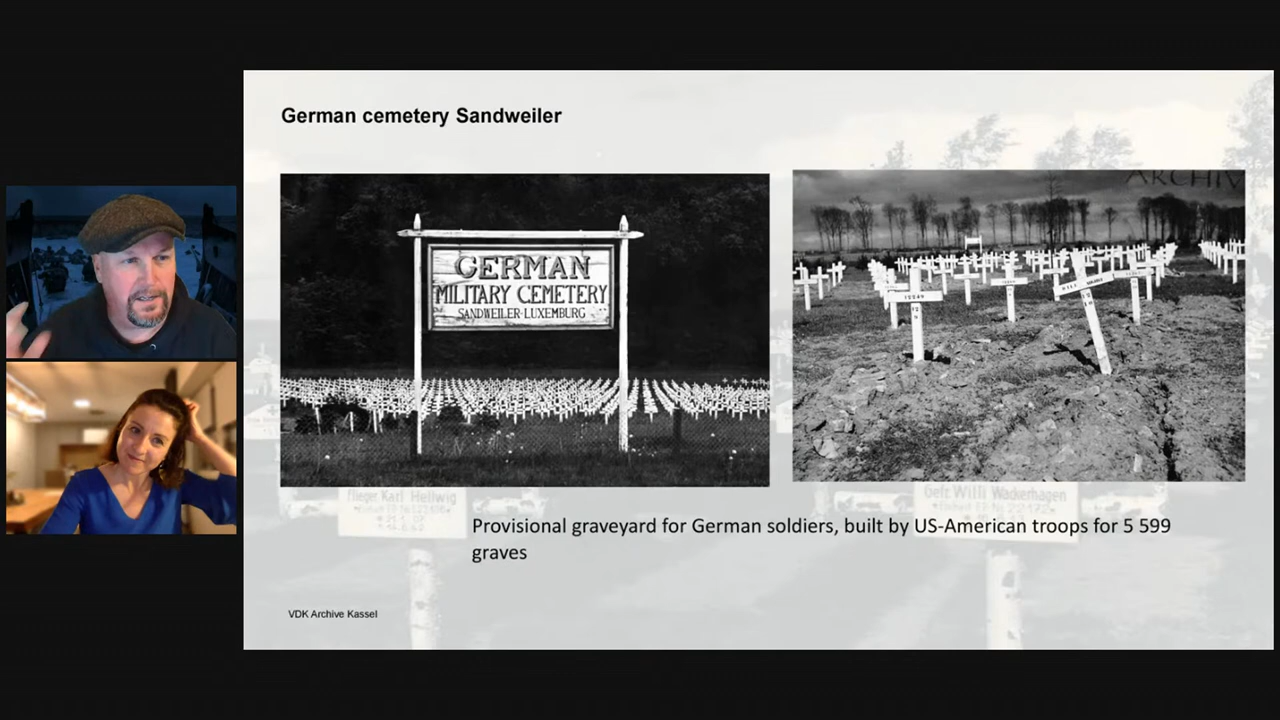 German cemetery Sandweiler
ARCHIV
GERMAN
MILITARY CEMETERY
SANDWEILER-LUXEMBURG
Flieger Karl Hellwig
Gefr. Willi Wackerhagen
Provisional graveyard for German soldiers, built by US-American troops for 5 599
graves
VDK Archive Kassel